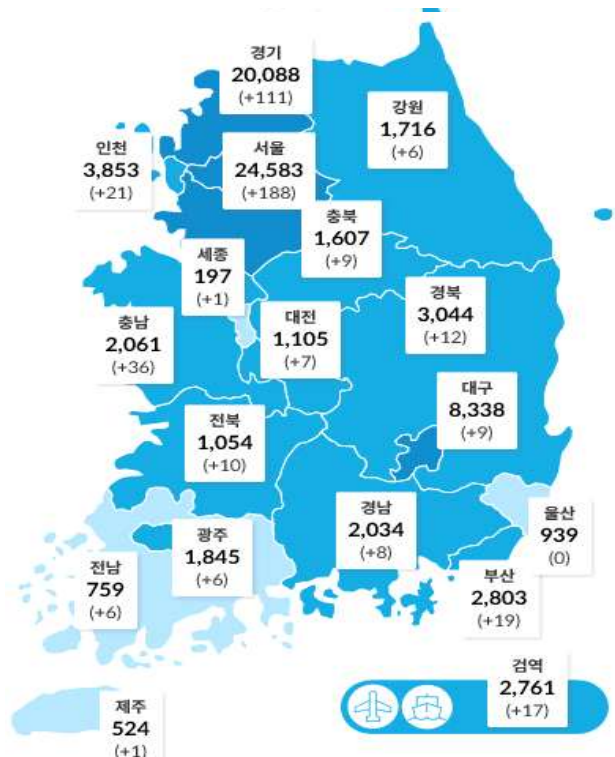 경기
20,088
(+111)
강원
1,716
(+6)
인천
3,853
(+21)
서울
24,583
(+188)
충북
1,607
(+9)
세종
197
(+1)
경북
3,044
(+12)
대전
1,105
(+7)
충남
2,061
(+36)
대구
8,338
(+9)
전북
1,054
(+10)
경남
2,034
(+8)
울산
939
(0)
광주
1,845
(+6)
전남
759
(+6)
부산
2,803
(+19)
검역
2,761
(+17)
제주
524
(+1)